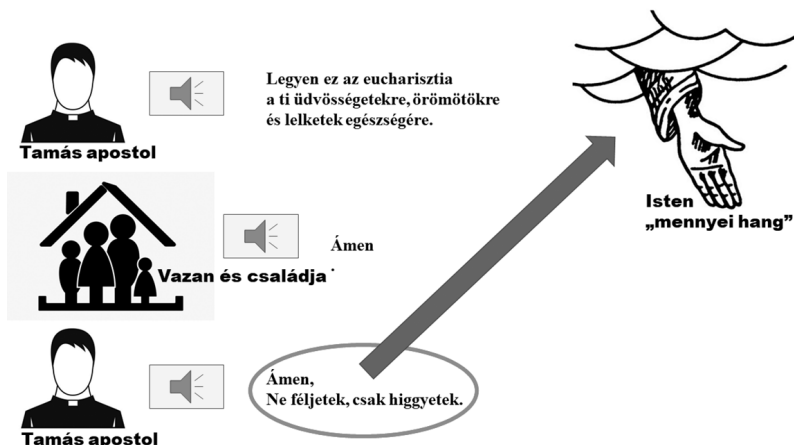 Legyen ez az eucharisztia
a ti üdvösségetekre, örömötökre
és lelketek egészségére.
Tamás apostol
Isten
„mennyei hang”
Ámen
.
Vazan és családja
Ámen,
Ne féljetek, csak higgyetek.
Tamás apostol